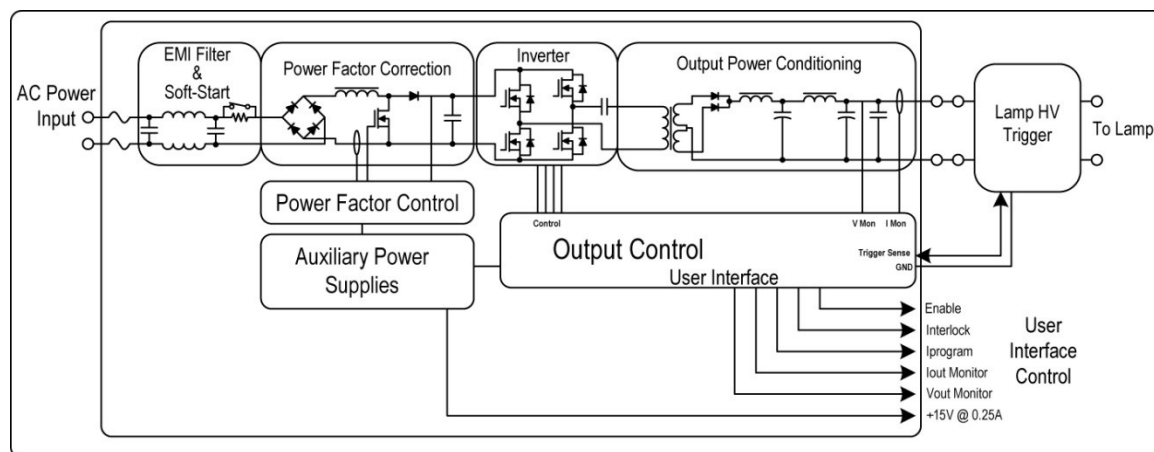 EMI Filter
&
Soft-Start
Power Factor Correction
Inverter
Output Power Conditioning
AC Power
Input
Lamp HV
Trigger
To Lamp
Power Factor Control
Control
V Mon
I Mon
Output Control
Trigger Sense
GND
User Interface
Auxiliary Power
Supplies
Enable
Interlock
Iprogram
Iout Monitor
Vout Monitor
+15V @ 0.25A
User
Interface
Control